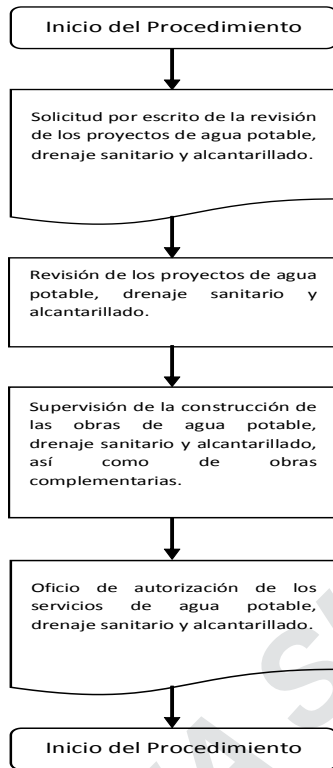 Inicio del Procedimiento
Solicitud por escrito de la revisión
de los proyectos de agua potable,
drenaje sanitario y alcantarillado.
Revisión de los proyectos de agua
potable, drenaje sanitario y
alcantarillado.
Supervisión de la construcción de
las obras de agua potable,
drenaje sanitario y alcantarillado,
así como de obras
complementarias.
Oficio de autorización de los
servicios de agua potable,
drenaje sanitario y alcantarillado.
Inicio del Procedimiento